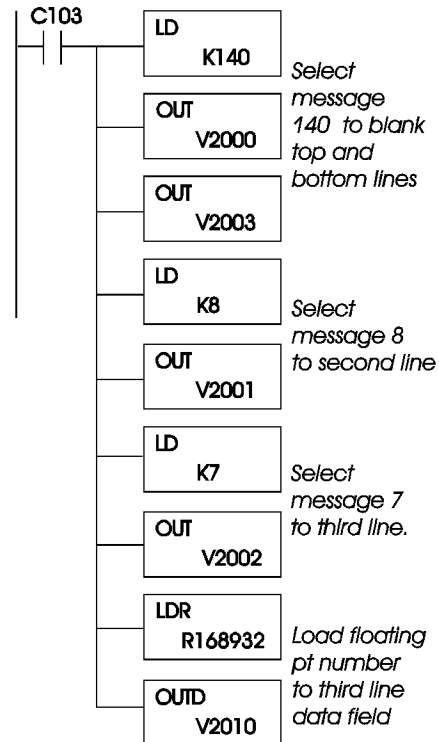 C103
LD
K140
Select
message
140 to blank
top and
bottom lines
OUT
V2000
OUT
V2003
LD
K8
Select
message 8
to second line
OUT
V2001
LD
K7
Select
message 7
to third line.
OUT
V2002
LDR
R168932
Load floating
pt number
to third line
data field
OUTD
V2010